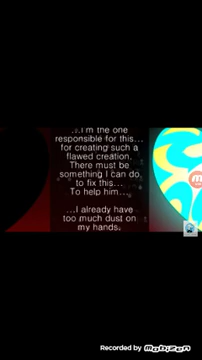 ...I'm the one
responsible for this...
for creating such a
flawed creation.
There must be
something I can do,
to fix this...
To help him...
...I already have
too much dust on
my hands.
Recorded by Mobizen